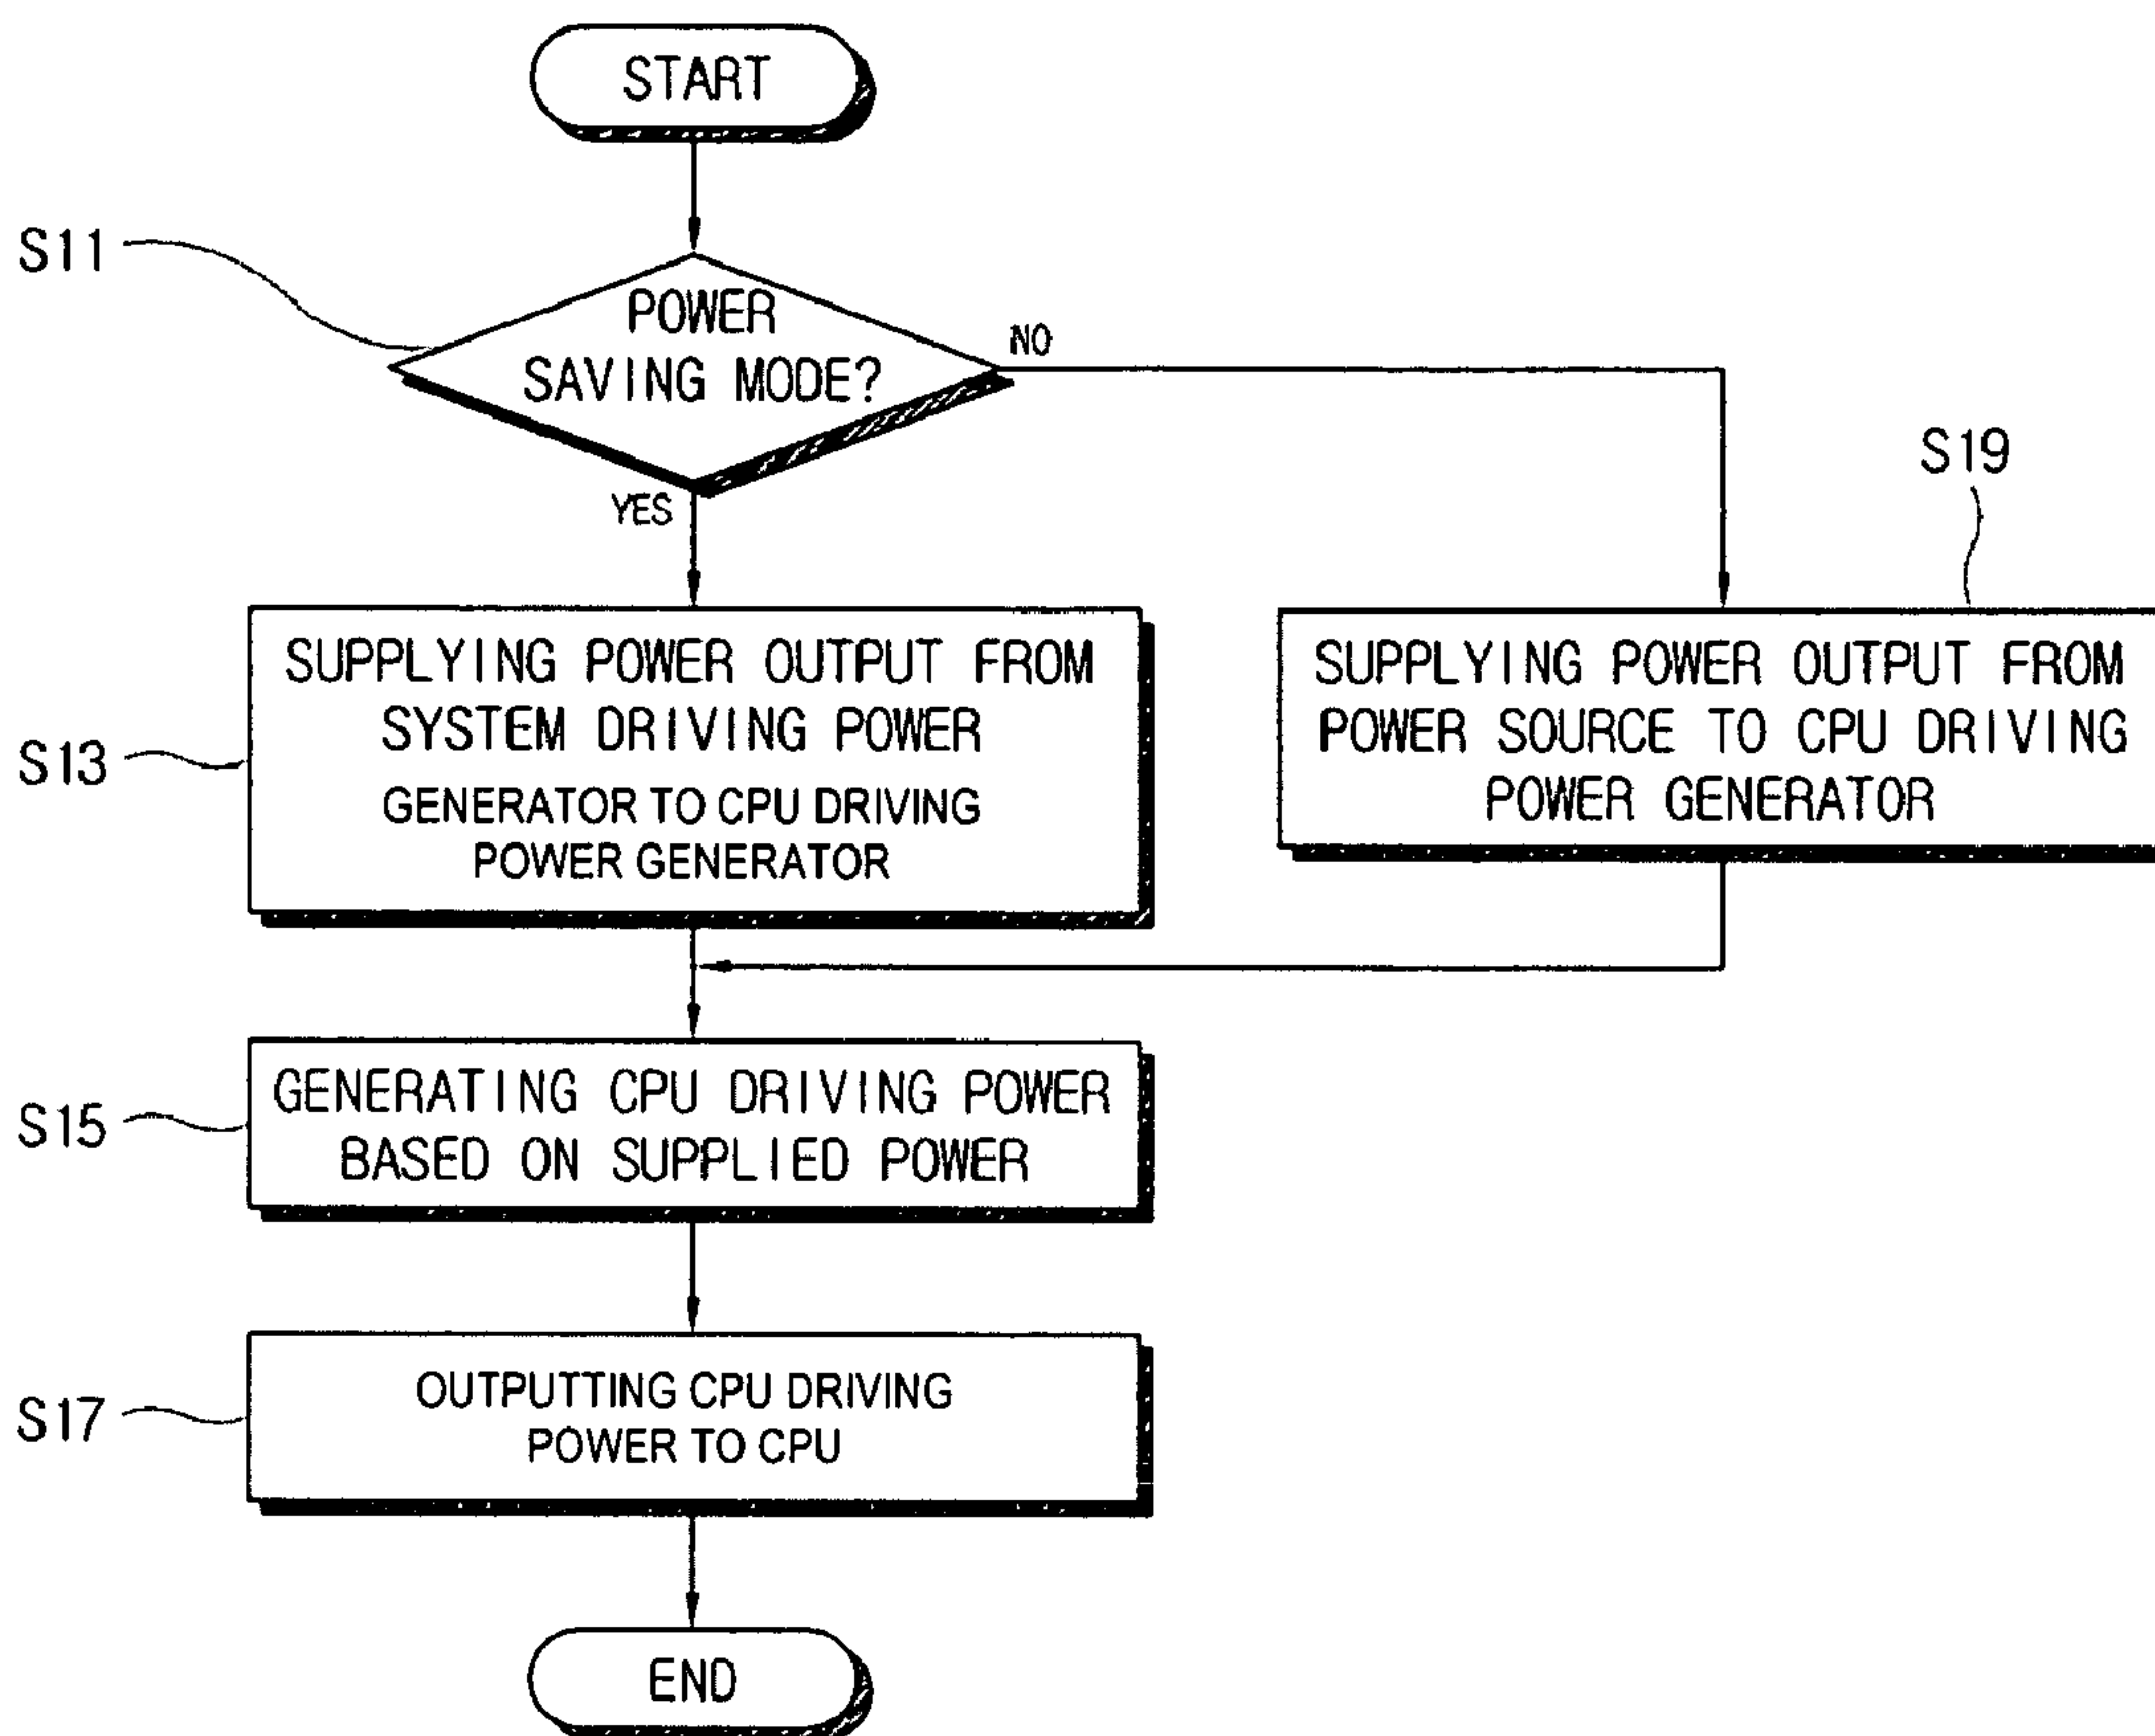 START
S11
POWER
SAVING MODE?
NO
YES
S19
S13
SUPPLYING POWER OUTPUT FROM
SYSTEM DRIVING POWER
GENERATOR TO CPU DRIVING
POWER GENERATOR
SUPPLYING POWER OUTPUT FROM
POWER SOURCE TO CPU DRIVING
POWER GENERATOR
S15
GENERATING CPU DRIVING POWER
BASED ON SUPPLIED POWER
S17
OUTPUTTING CPU DRIVING
POWER TO CPU
END